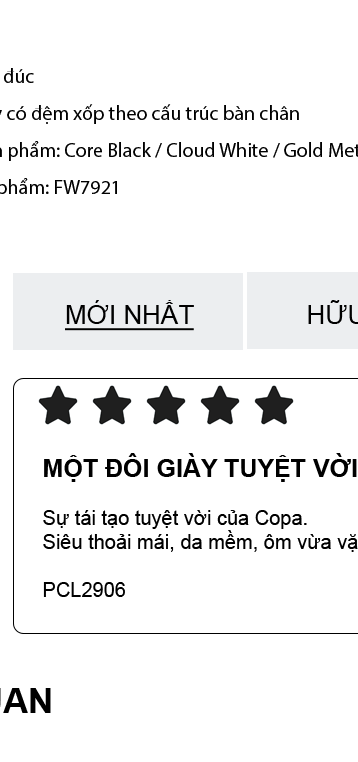 đúc
có đệm xốp theo cấu trúc bàn chân
phẩm: Core Black / Cloud White / Gold Met
phẩm: FW7921
MỚI NHẤT
HỮU
MỘT ĐÔI GIÀY TUYỆT VỜI
Sự tái tạo tuyệt vời của Copa.
Siêu thoải mái, da mềm, ôm vừa vặ
PCL2906
UAN